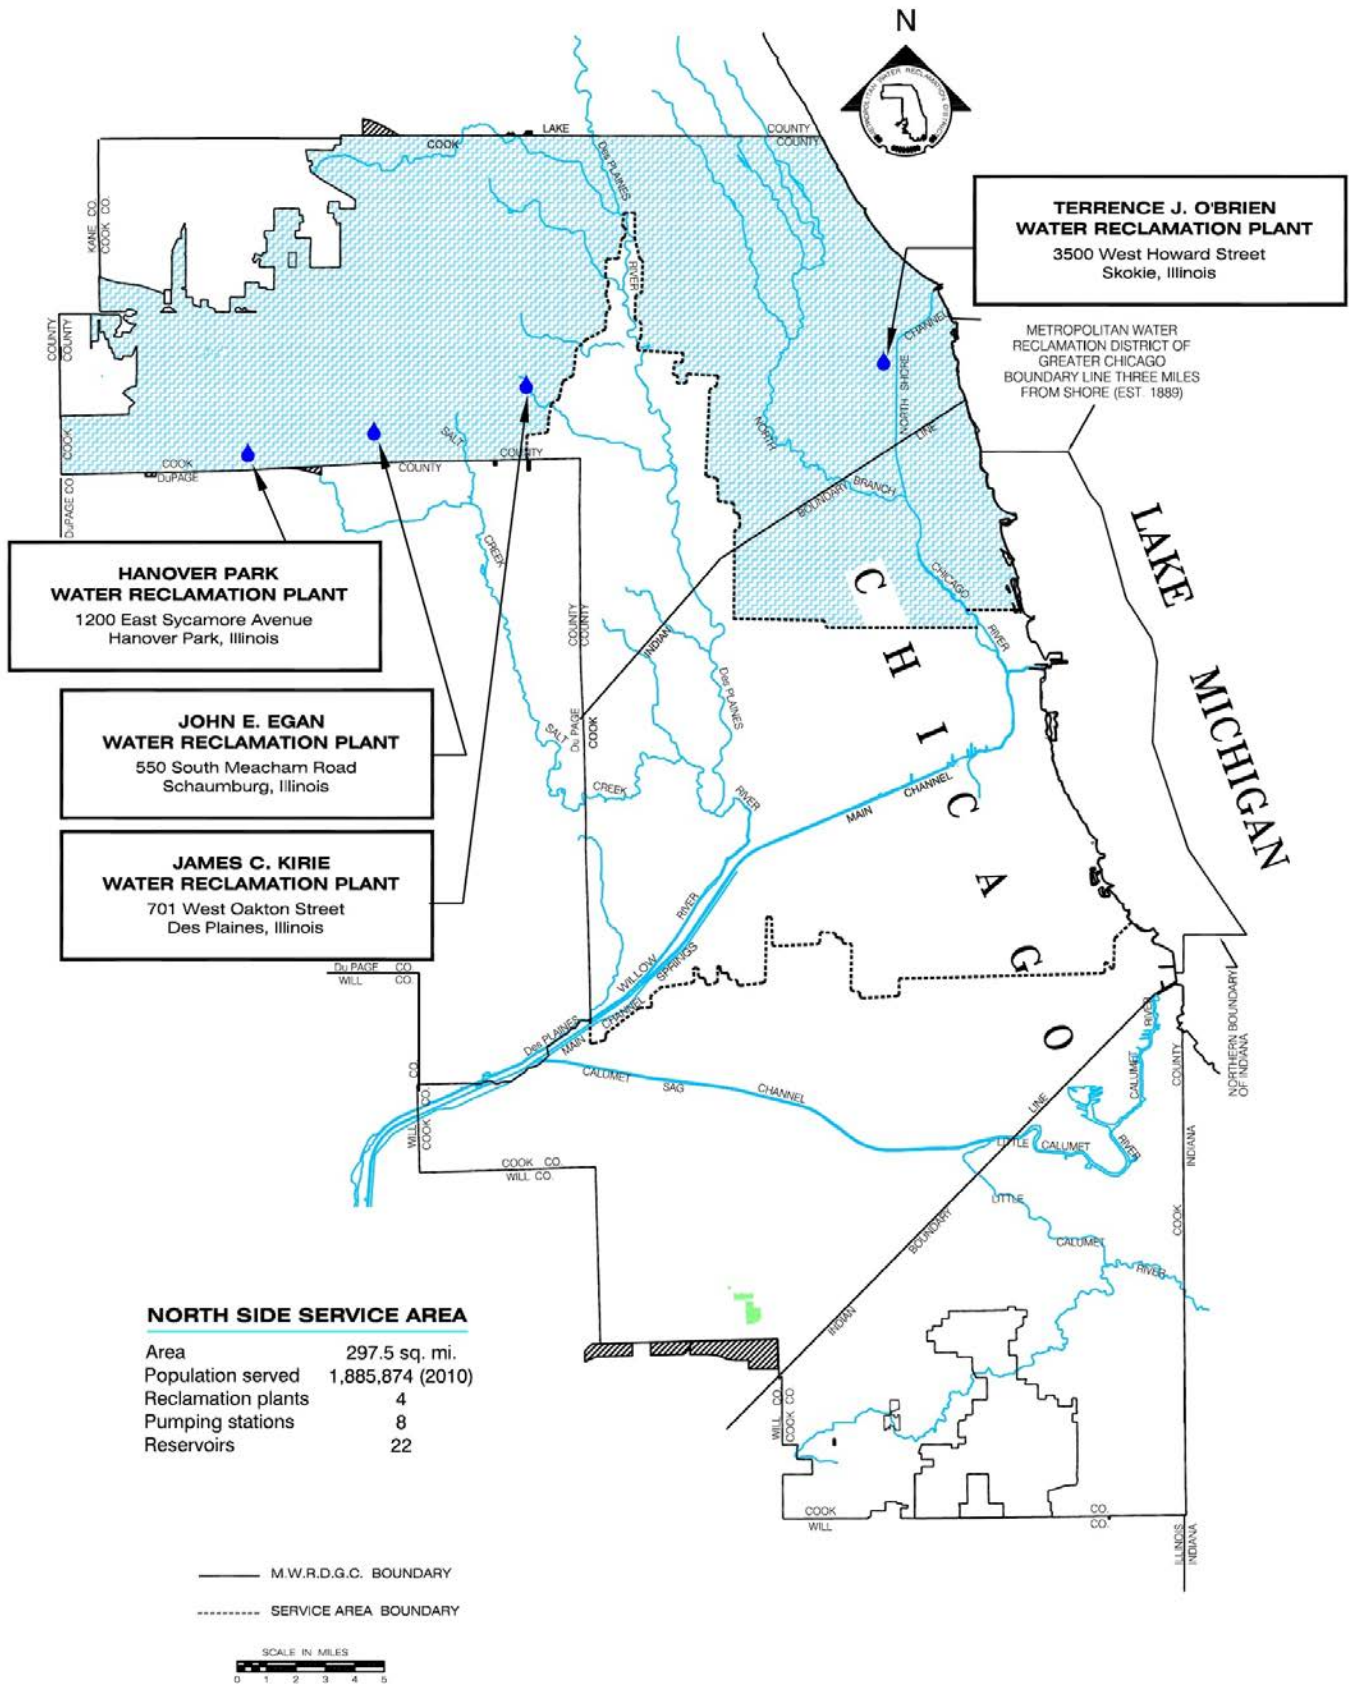 N
METROPOLITAN WATER RECLAMATION DISTRICT
LAKE COUNTY
COOK COUNTY
KANE CO.
COOK CO.
Des PLAINES
RIVER
TERRENCE J. O'BRIEN
WATER RECLAMATION PLANT
3500 West Howard Street
Skokie, Illinois
METROPOLITAN WATER
RECLAMATION DISTRICT OF
GREATER CHICAGO
BOUNDARY LINE THREE MILES
FROM SHORE (EST. 1889)
COUNTY
COUNTY
COOK
DuPAGE CO
NORTH SHORE
CHANNEL
NORTH
BRANCH
INDIAN
BOUNDARY
LINE
SALT
COOK
COUNTY
DuPAGE
COUNTY
CREEK
HANOVER PARK
WATER RECLAMATION PLANT
1200 East Sycamore Avenue
Hanover Park, Illinois
JOHN E. EGAN
WATER RECLAMATION PLANT
550 South Meacham Road
Schaumburg, Illinois
JAMES C. KIRIE
WATER RECLAMATION PLANT
701 West Oakton Street
Des Plaines, Illinois
LAKE
MICHIGAN
CHICAGO
CHICAGO
RIVER
COUNTY
COUNTY
Du PAGE
COOK
Des PLAINES
RIVER
SALT
CREEK
MAIN
CHANNEL
RIVER
WILLOW
SPRINGS
Du PAGE CO.
WILL CO.
Des PLAINES
MAIN
CHANNEL
CALUMET
SAG
CHANNEL
CO.
CO.
WILL
COOK
COOK CO.
WILL CO.
NORTHERN BOUNDARY
OF INDIANA
COUNTY
INDIANA
COOK
CALUMET
RIVER
LINE
LITTLE
CALUMET
RIVER
LITTLE
CALUMET
RIVER
BOUNDARY
INDIAN
WILL CO
COOK CO
COOK
WILL
CO.
CO.
ILLINOIS
INDIANA
NORTH SIDE SERVICE AREA
Area 297.5 sq. mi.
Population served 1,885,874 (2010)
Reclamation plants 4
Pumping stations 8
Reservoirs 22
M.W.R.D.G.C. BOUNDARY
SERVICE AREA BOUNDARY
SCALE IN MILES
0 1 2 3 4 5